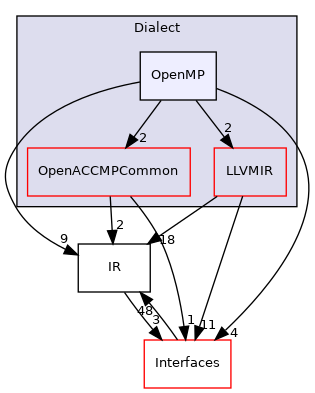 Dialect
OpenMP
2
2
OpenACCMPCommon
LLVMIR
2
9
18
IR
48
3
1
11
4
Interfaces